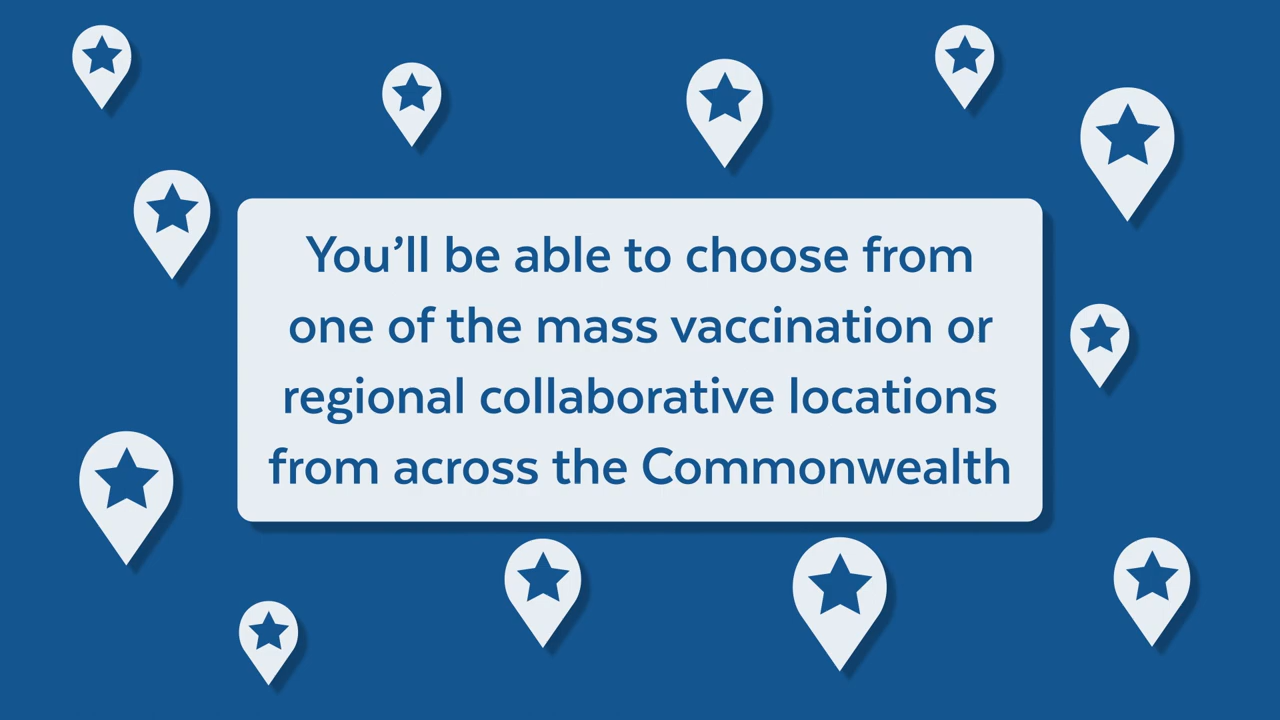 You’ll be able to choose from
one of the mass vaccination or
regional collaborative locations
from across the Commonwealth